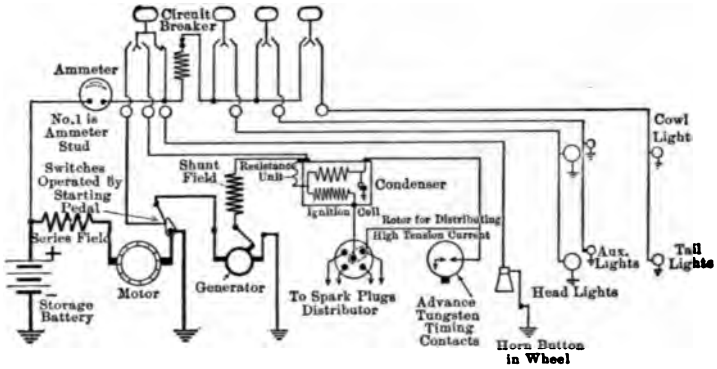 Circuit
Breaker
Ammeter
No.1 is
Ammeter
Stud
Switches
Operated by
Starting
Pedal
Series Field
+
-
Storage
Battery
Motor
Shunt
Field
Generator
Resistance
Unit
Ignition Coil
Condenser
Rotor for Distributing
High Tension Current
To Spark Plugs
Distributor
Advance
Tungsten
Timing
Contacts
Horn Button
in Wheel
Head Lights
Aux.
Lights
Cowl
Light
Tail
Lights